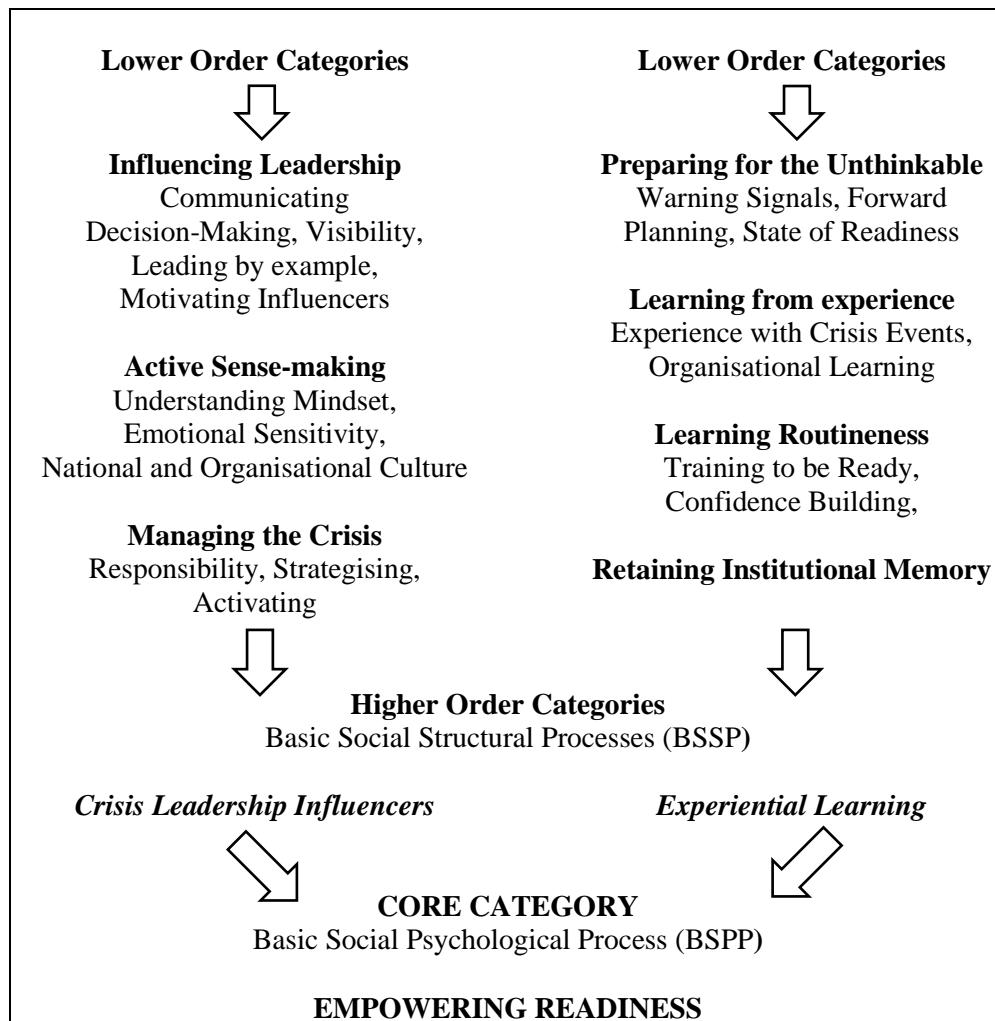 Lower Order Categories
Influencing Leadership
Communicating
Decision-Making, Visibility,
Leading by example,
Motivating Influencers
Active Sense-making
Understanding Mindset,
Emotional Sensitivity,
National and Organisational Culture
Managing the Crisis
Responsibility, Strategising,
Activating
Lower Order Categories
Preparing for the Unthinkable
Warning Signals, Forward
Planning, State of Readiness
Learning from experience
Experience with Crisis Events,
Organisational Learning
Learning Routineness
Training to be Ready,
Confidence Building,
Retaining Institutional Memory
Higher Order Categories
Basic Social Structural Processes (BSSP)
Crisis Leadership Influencers
Experiential Learning
CORE CATEGORY
Basic Social Psychological Process (BSPP)
EMPOWERING READINESS